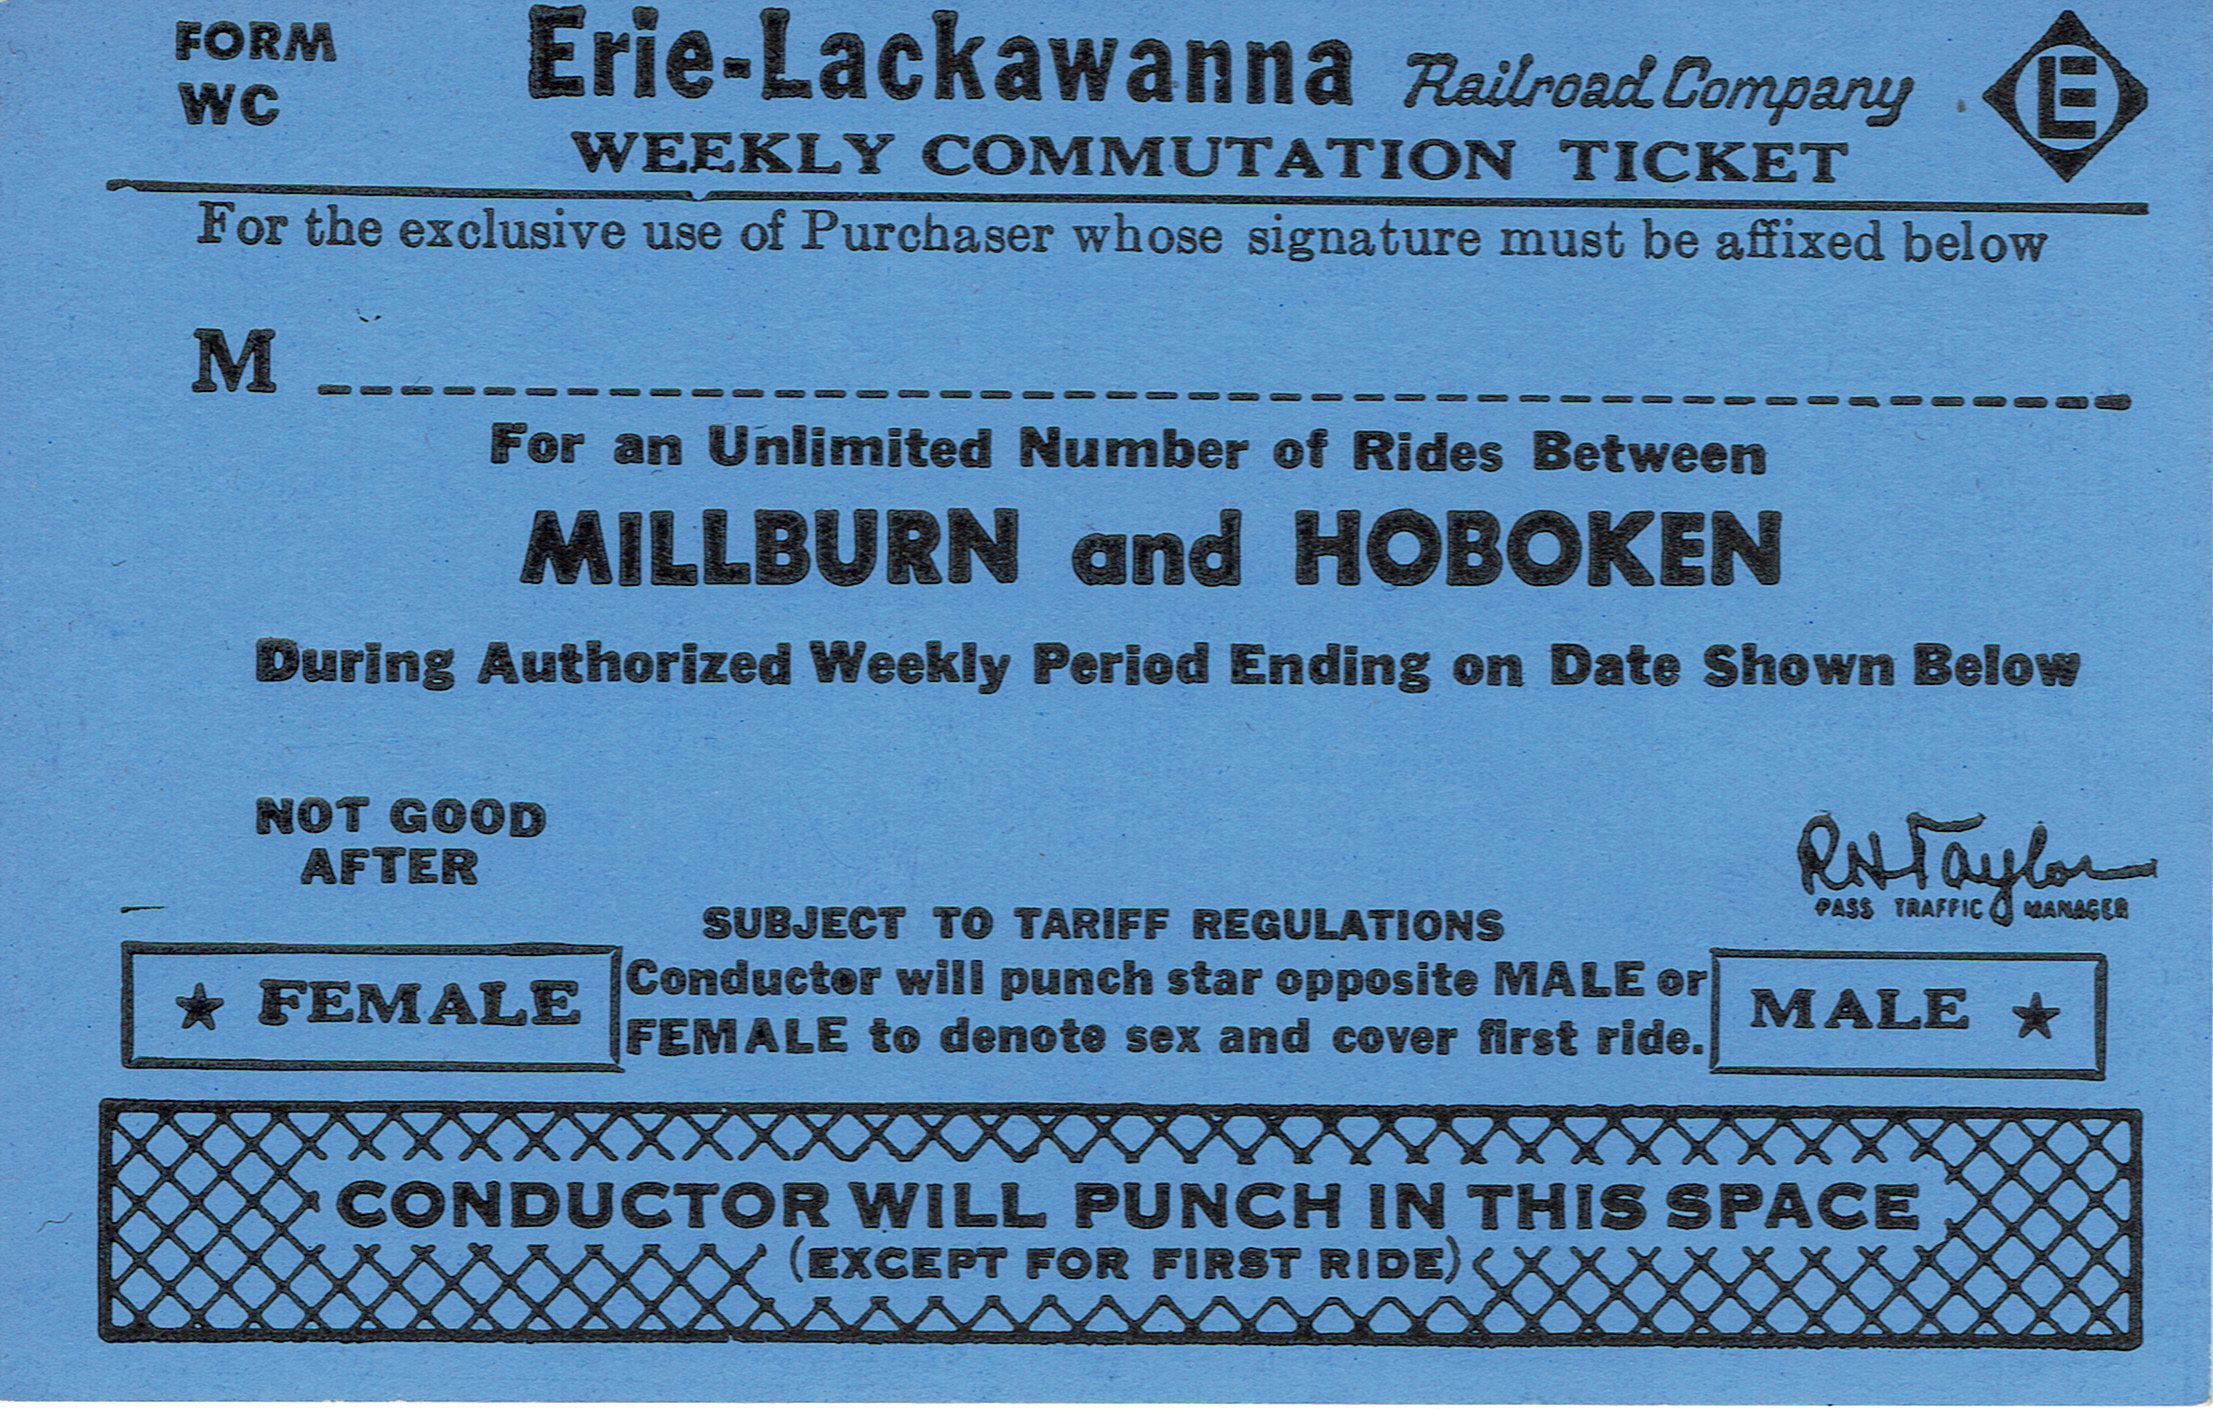 FORM
WC
Erie-Lackawanna Railroad Company
E
WEEKLY COMMUTATION TICKET
For the exclusive use of Purchaser whose signature must be affixed below
M
For an Unlimited Number of Rides Between
MILLBURN and HOBOKEN
During Authorized Weekly Period Ending on Date Shown Below
NOT GOOD
AFTER
RH Taylor
PASS TRAFFIC MANAGER
SUBJECT TO TARIFF REGULATIONS
★ FEMALE
Conductor will punch star opposite MALE or
FEMALE to denote sex and cover first ride.
MALE ★
CONDUCTOR WILL PUNCH IN THIS SPACE
(EXCEPT FOR FIRST RIDE)